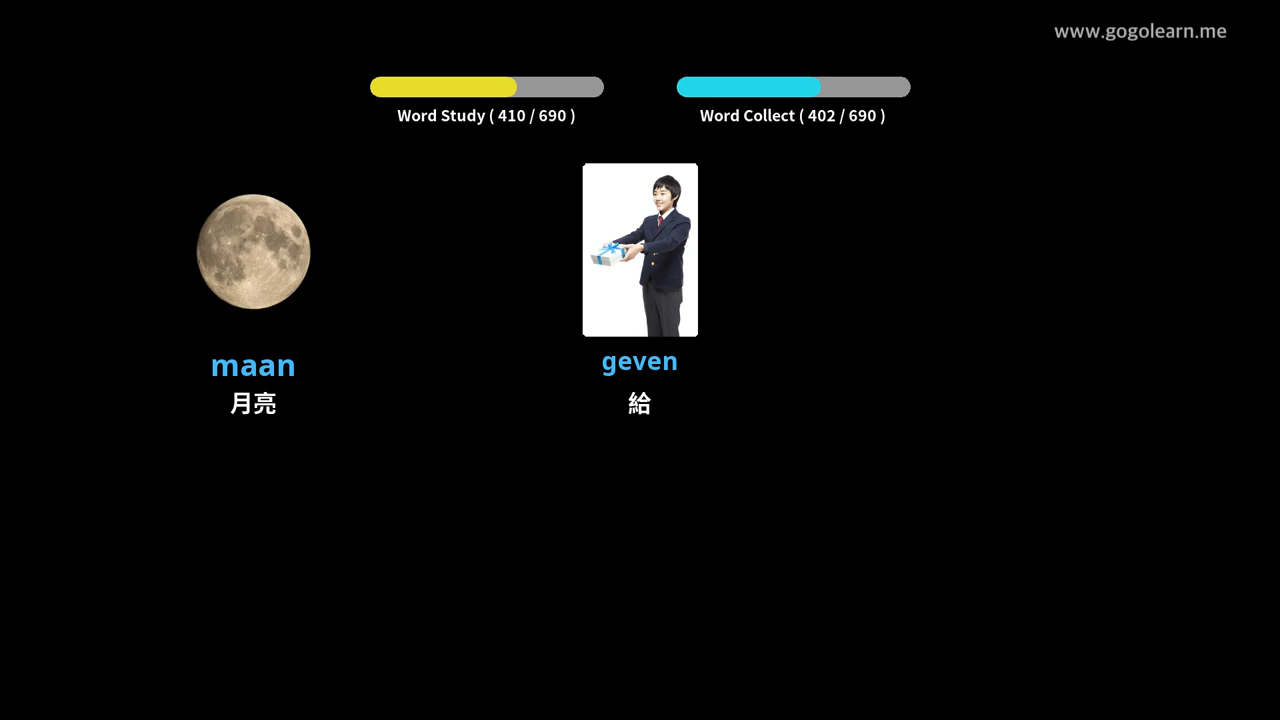 www.gogolearn.me
Word Study ( 410 / 690 )
Word Collect ( 402 / 690 )
maan
月亮
geven
給